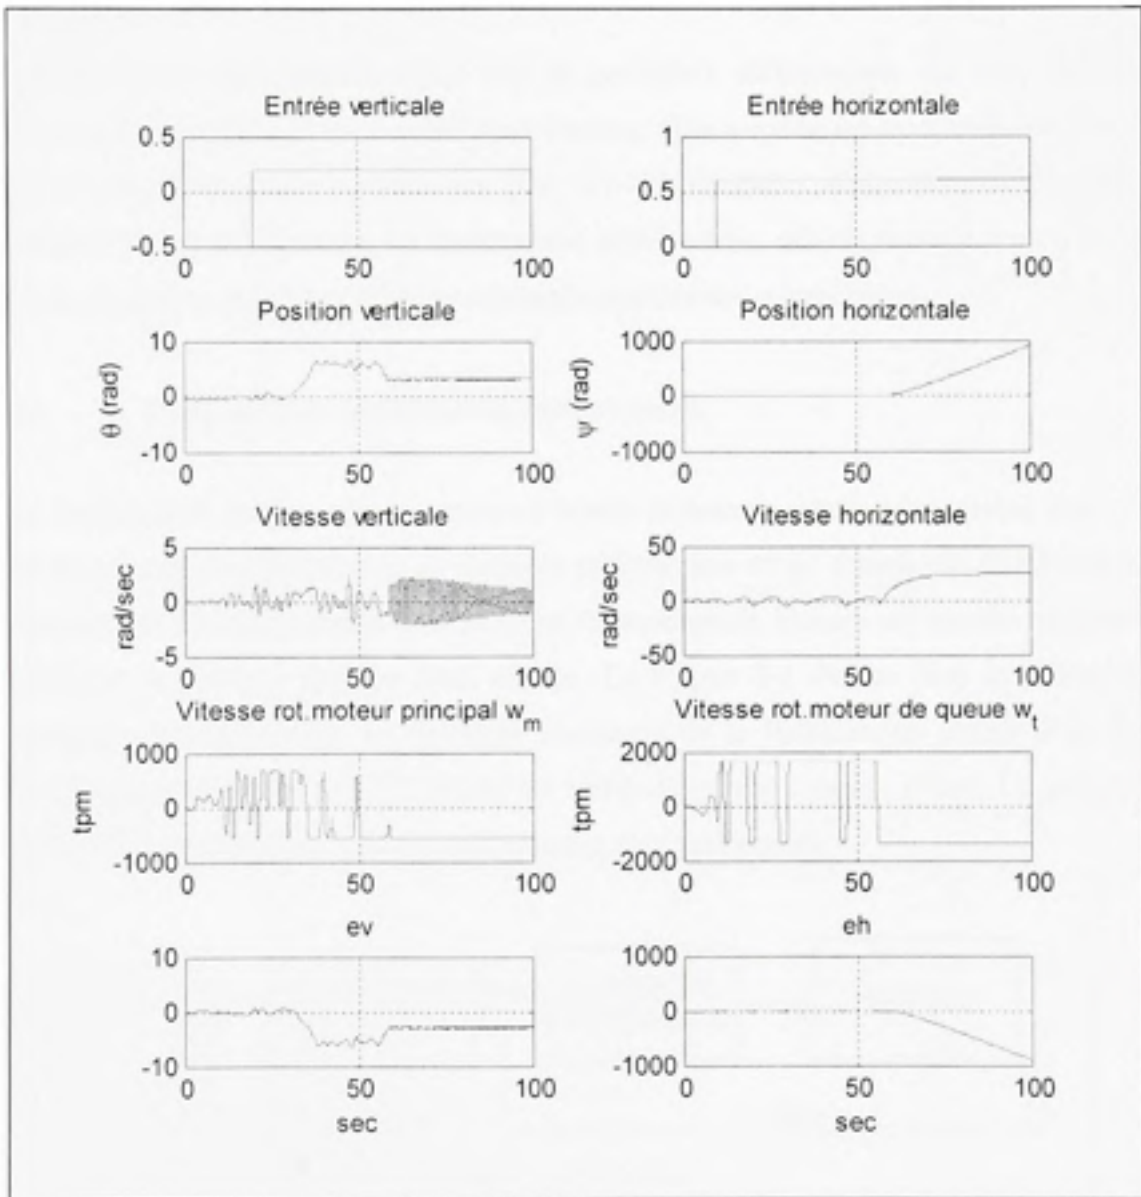 Entrée verticale
0.5
0
-0.5
0 50 100
Entrée horizontale
1
0.5
0
0 50 100
Position verticale
θ (rad)
10
0
-10
0 50 100
Position horizontale
ψ (rad)
1000
0
-1000
0 50 100
Vitesse verticale
rad/sec
5
0
-5
0 50 100
Vitesse horizontale
rad/sec
50
0
-50
0 50 100
Vitesse rot.moteur principal w_m
tpm
1000
0
-1000
0 50 100
Vitesse rot.moteur de queue w_t
tpm
2000
0
-2000
0 50 100
ev
10
0
-10
0 50 100
sec
eh
1000
0
-1000
0 50 100
sec